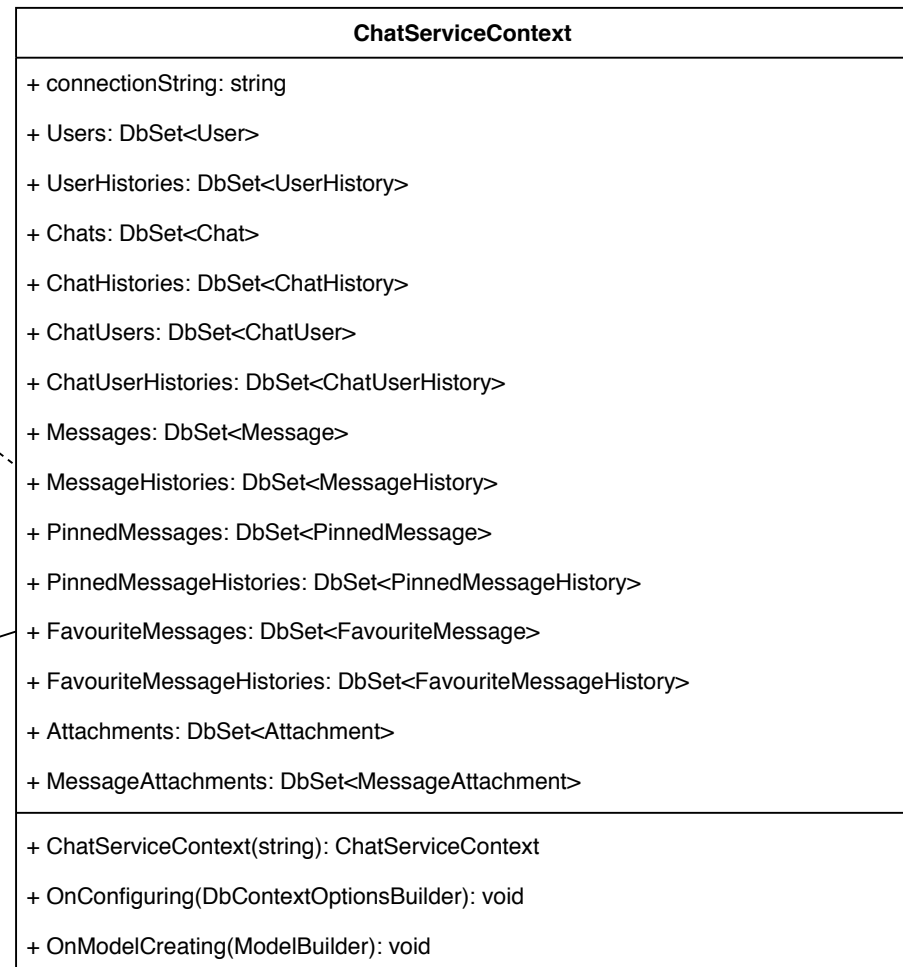 ChatServiceContext
+ connectionString: string
+ Users: DbSet<User>
+ UserHistories: DbSet<UserHistory>
+ Chats: DbSet<Chat>
+ ChatHistories: DbSet<ChatHistory>
+ ChatUsers: DbSet<ChatUser>
+ ChatUserHistories: DbSet<ChatUserHistory>
+ Messages: DbSet<Message>
+ MessageHistories: DbSet<MessageHistory>
+ PinnedMessages: DbSet<PinnedMessage>
+ PinnedMessageHistories: DbSet<PinnedMessageHistory>
+ FavouriteMessages: DbSet<FavouriteMessage>
+ FavouriteMessageHistories: DbSet<FavouriteMessageHistory>
+ Attachments: DbSet<Attachment>
+ MessageAttachments: DbSet<MessageAttachment>
+ ChatServiceContext(string): ChatServiceContext
+ OnConfiguring(DbContextOptionsBuilder): void
+ OnModelCreating(ModelBuilder): void